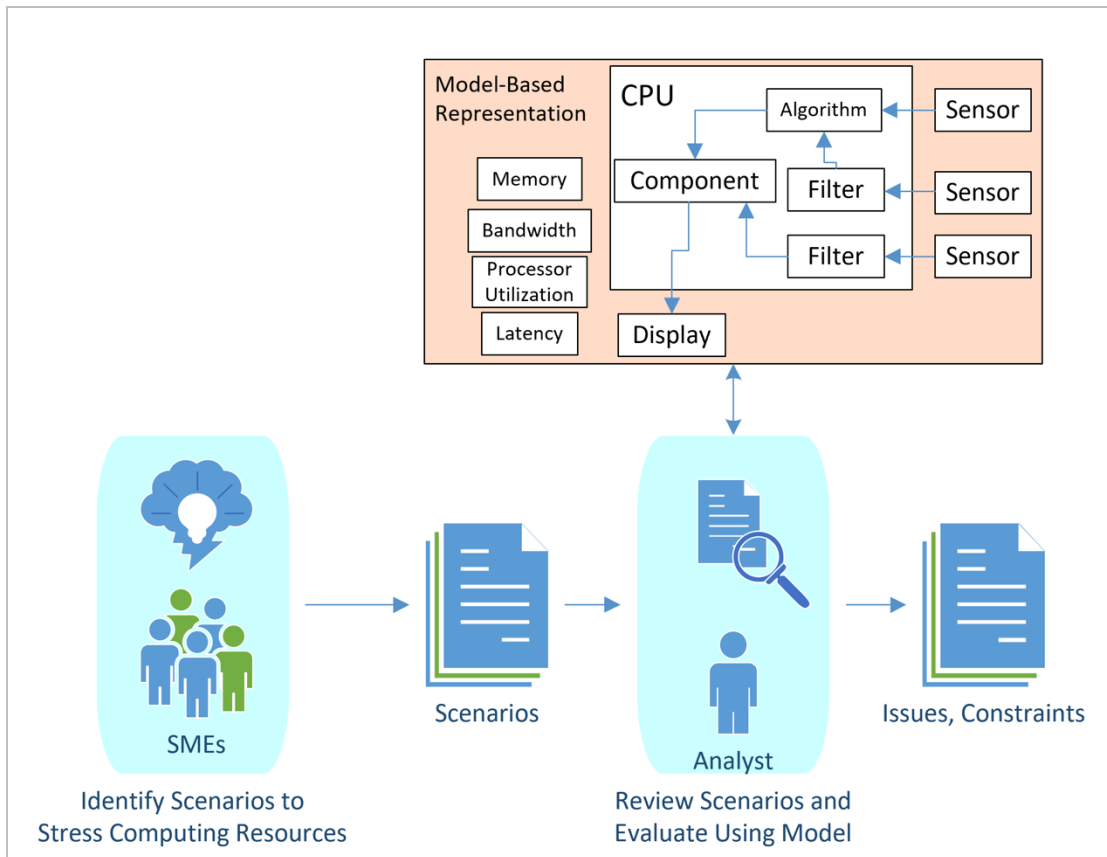 Model-Based
Representation
CPU
Algorithm
Sensor
Memory
Component
Filter
Sensor
Bandwidth
Filter
Sensor
Processor
Utilization
Latency
Display
SMEs
Scenarios
Analyst
Issues, Constraints
Identify Scenarios to
Stress Computing Resources
Review Scenarios and
Evaluate Using Model